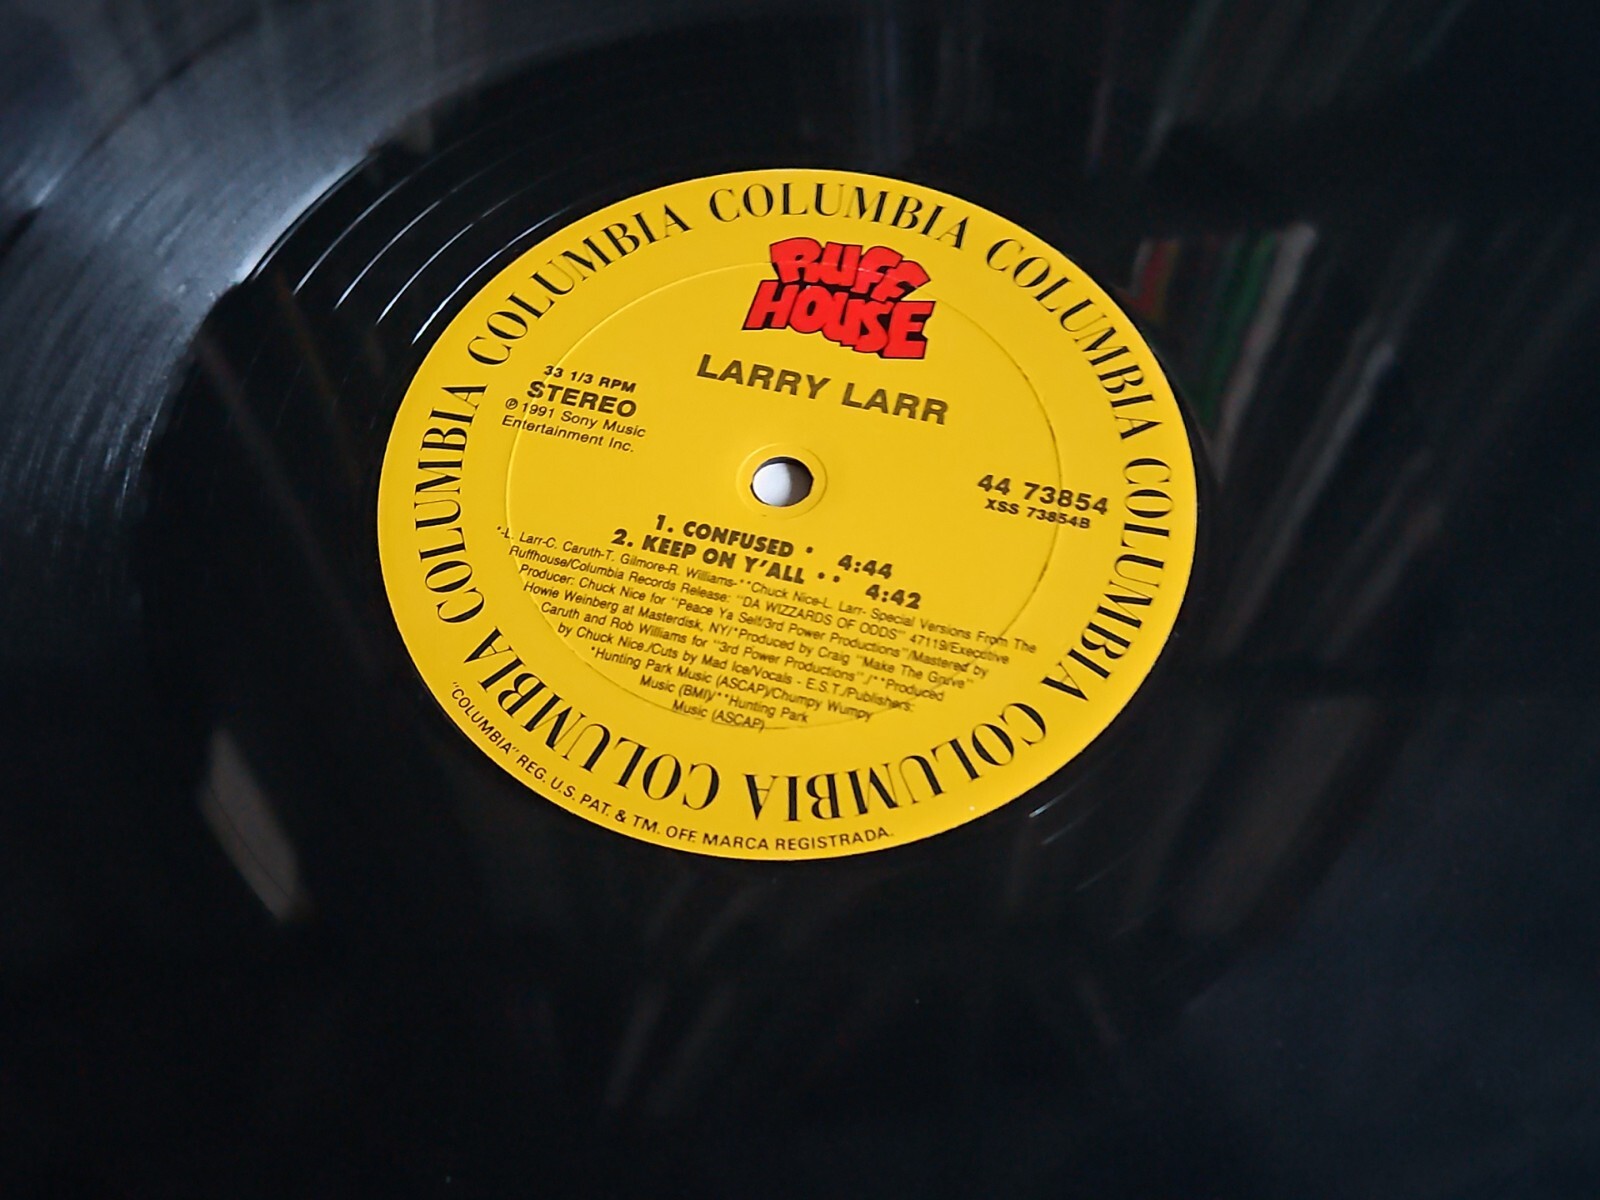 COLUMBIA COLUMBIA COLUMBIA COLUMBIA COLUMBIA COLUMBIA COLUMBIA COLUMBIA COLUMBIA COLUMBIA
RUFF
HOUSE
LARRY LARR
33 1/3 RPM
STEREO
℗ 1991 Sony Music
Entertainment Inc.
44 73854
XSS 73854B
1. CONFUSED * 4:44
2. KEEP ON Y'ALL ** 4:42
*-L. Larr-C. Caruth-T. Gilmore-R. Williams-**Chuck Nice-L. Larr- Special Versions From The
Ruffhouse/Columbia Records Release: "DA WIZZARDS OF ODDS" 47119/Executive
Producer: Chuck Nice for "Peace Ya Self/3rd Power Productions"/Mastered by
Howie Weinberg at Masterdisk, NY/*Produced by Craig "Make The Gruve"
Caruth and Rob Williams for "3rd Power Productions"./**Produced
by Chuck Nice./Cuts by Mad Ice/Vocals - E.S.T./Publishers:
*Hunting Park Music (ASCAP)/Chumpy Wumpy
Music (BMI)/**Hunting Park
Music (ASCAP)
"COLUMBIA" REG. U.S. PAT. & TM. OFF. MARCA REGISTRADA.